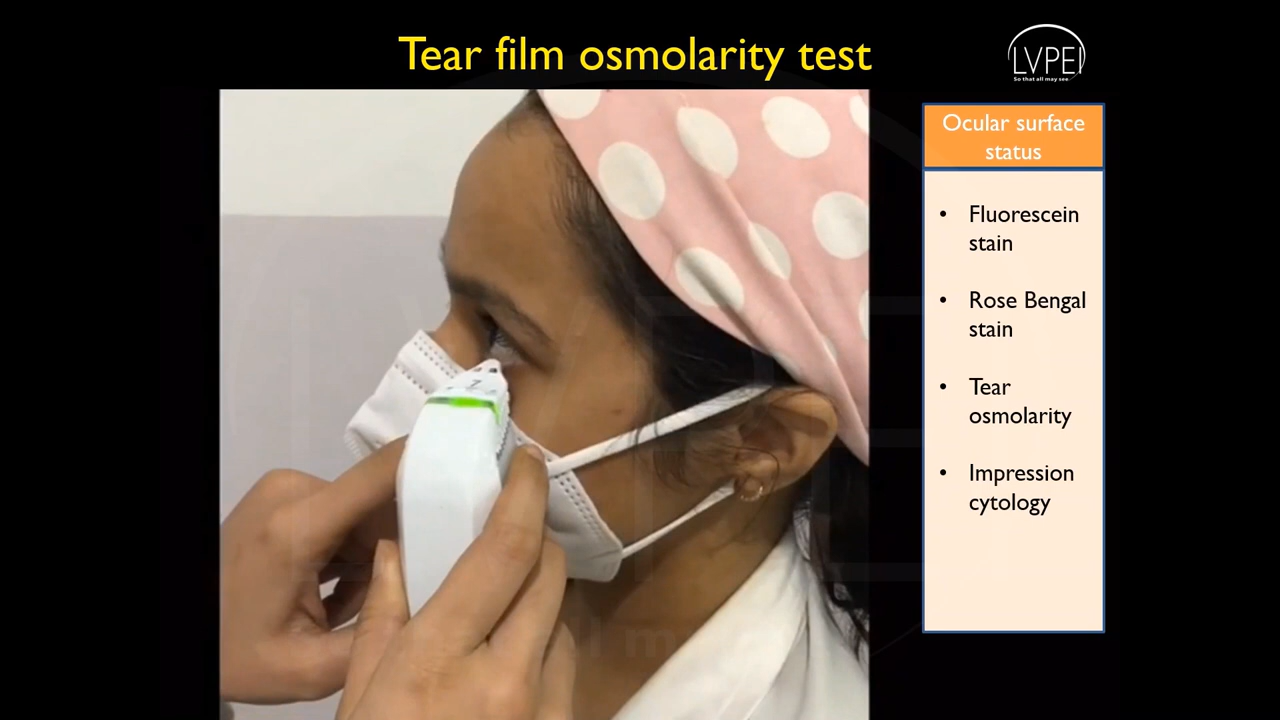 Tear film osmolarity test
LVPEI
So that all may see
Ocular surface
status
• Fluorescein
stain
• Rose Bengal
stain
• Tear
osmolarity
• Impression
cytology